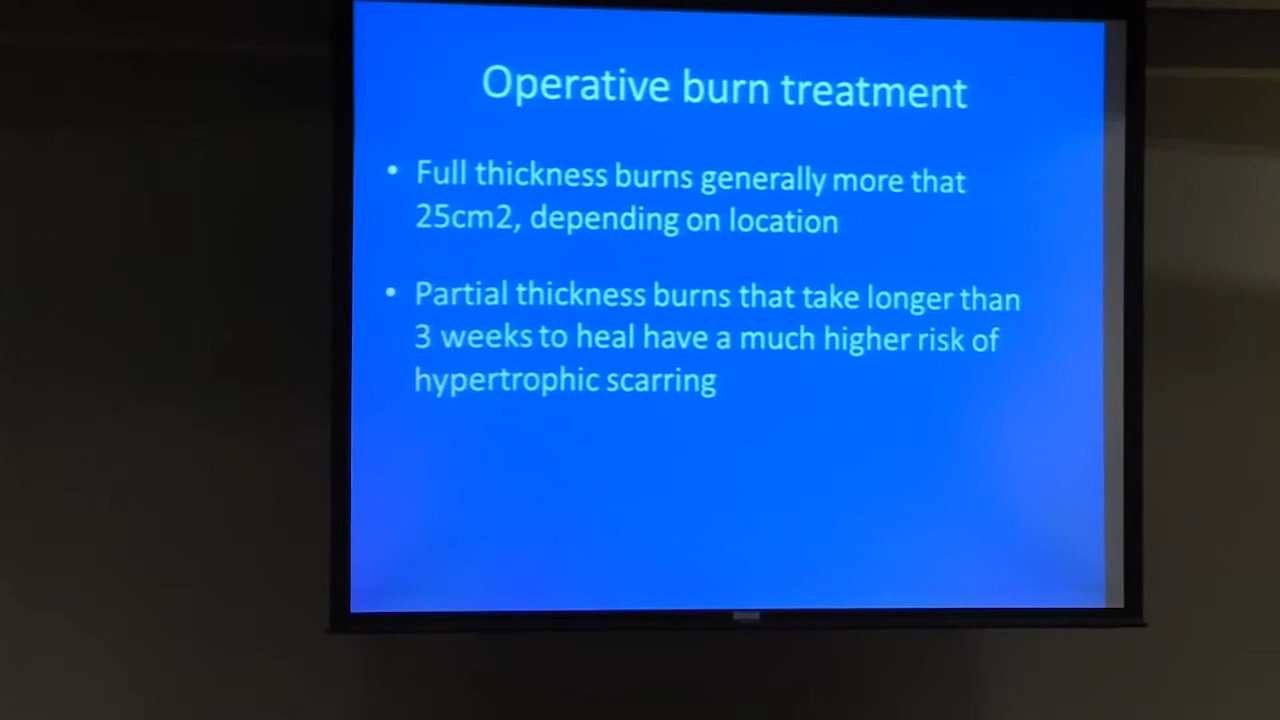 Operative burn treatment
• Full thickness burns generally more that
25cm2, depending on location
• Partial thickness burns that take longer than
3 weeks to heal have a much higher risk of
hypertrophic scarring